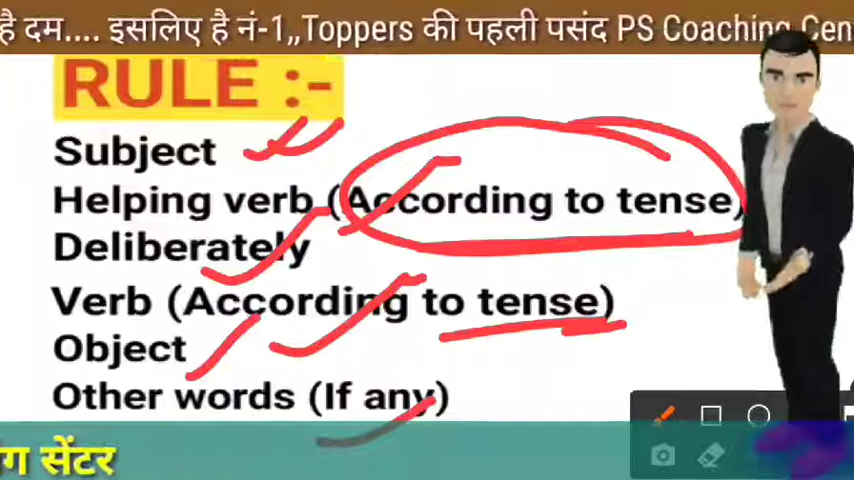 है दम.... इसलिए है नं-1,,Toppers की पहली पसंद PS Coaching Cen
RULE :-
Subject
Helping verb (According to tense)
Deliberately
Verb (According to tense)
Object
Other words (If any)
ग सेंटर